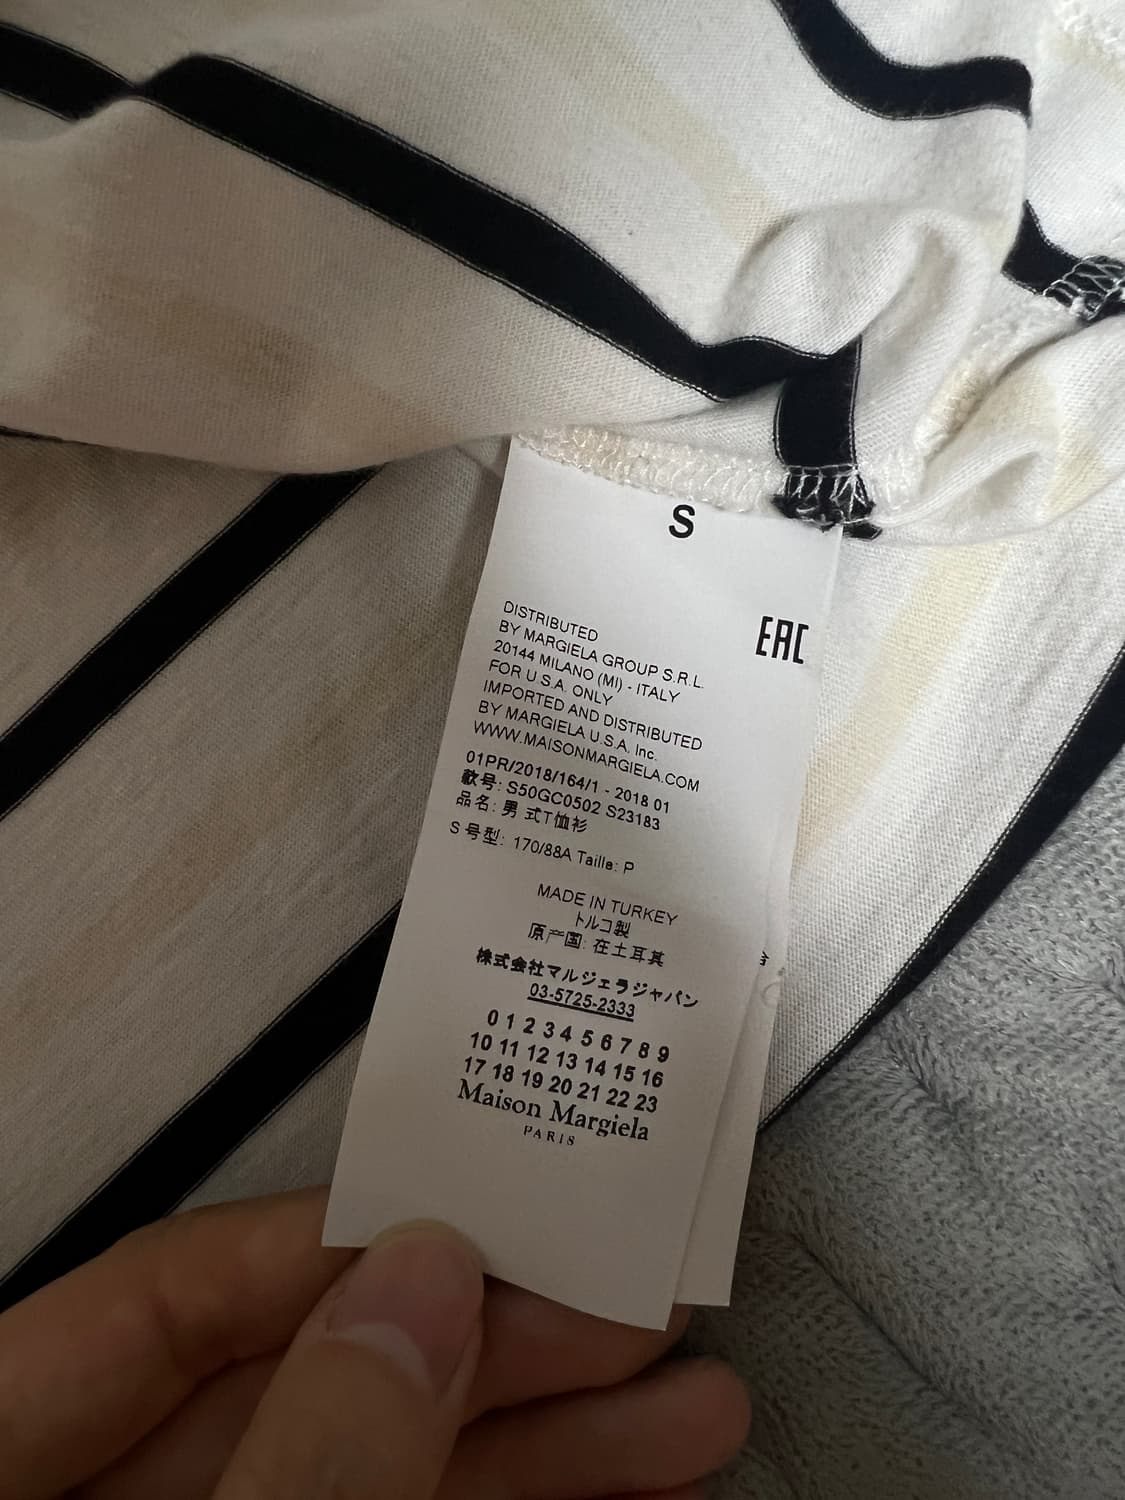 S
EAC
DISTRIBUTED
BY MARGIELA GROUP S.R.L.
20144 MILANO (MI) - ITALY
FOR U.S.A. ONLY
IMPORTED AND DISTRIBUTED
BY MARGIELA U.S.A. Inc.
WWW.MAISONMARGIELA.COM
01PR/2018/164/1 - 2018 01
款号: S50GC0502 S23183
品名: 男 式T恤衫
S 号型: 170/88A Taille: P
MADE IN TURKEY
トルコ製
原产国: 在土耳其
株式会社マルジェラジャパン
03-5725-2333
0 1 2 3 4 5 6 7 8 9
10 11 12 13 14 15 16
17 18 19 20 21 22 23
Maison Margiela
PARIS